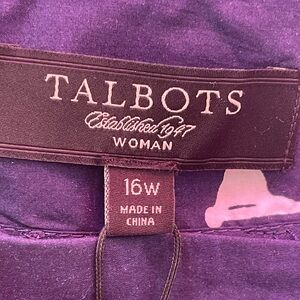 TALBOTS
Established 1947
WOMAN
16W
MADE IN
CHINA